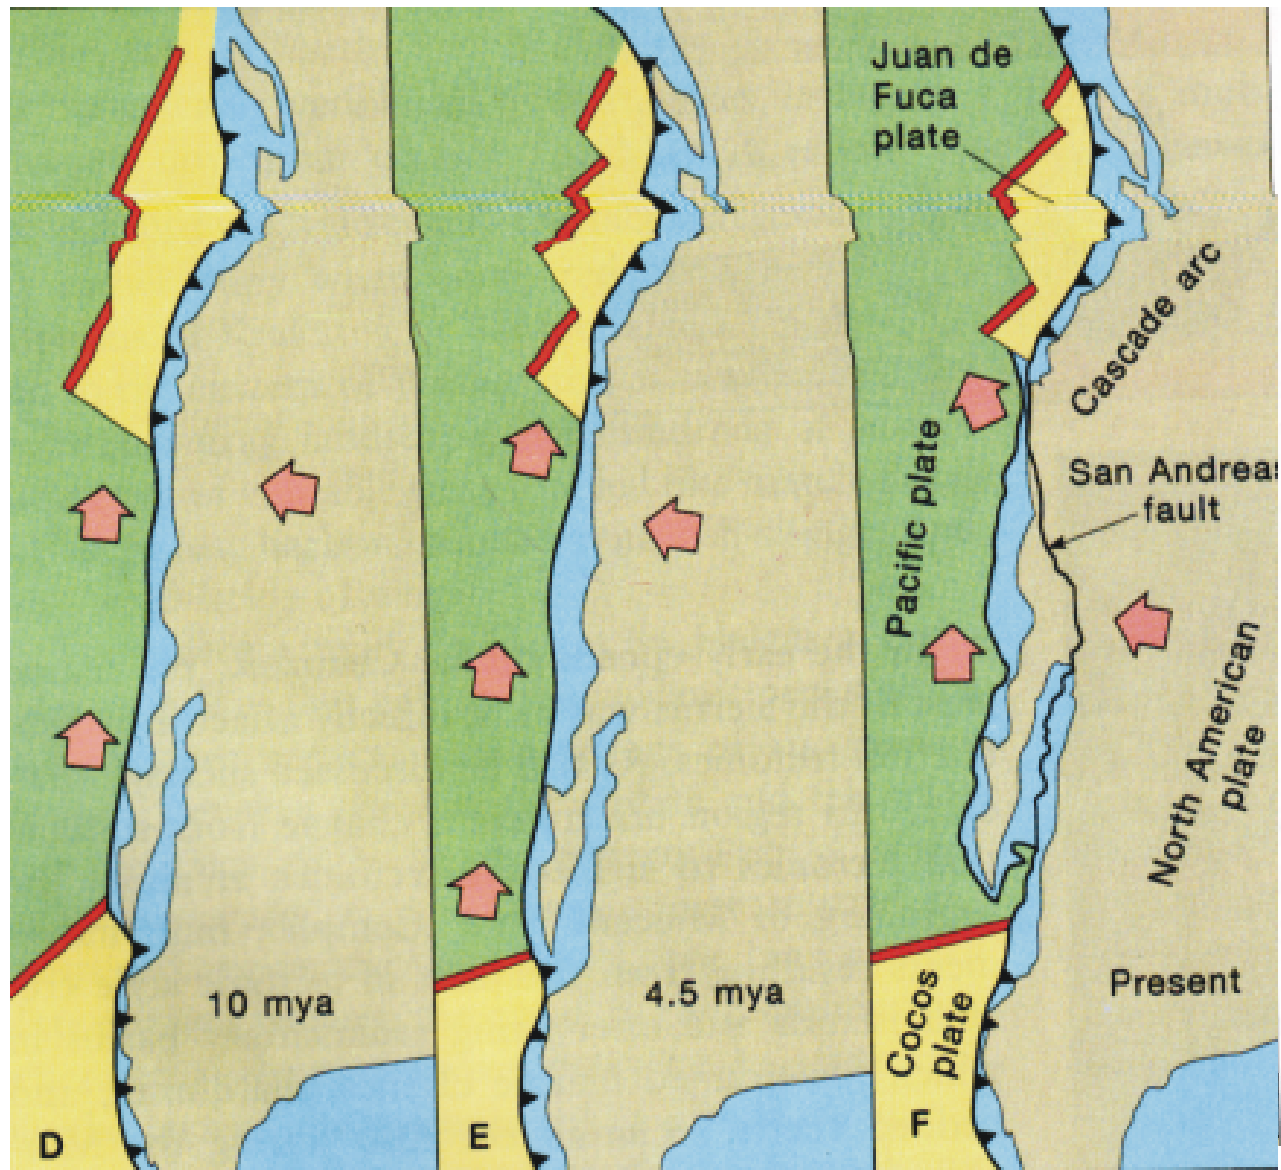 Juan de
Fuca
plate
Cascade arc
Pacific plate
San Andreas
fault
North American
plate
10 mya
4.5 mya
Present
Cocos
plate
D
E
F